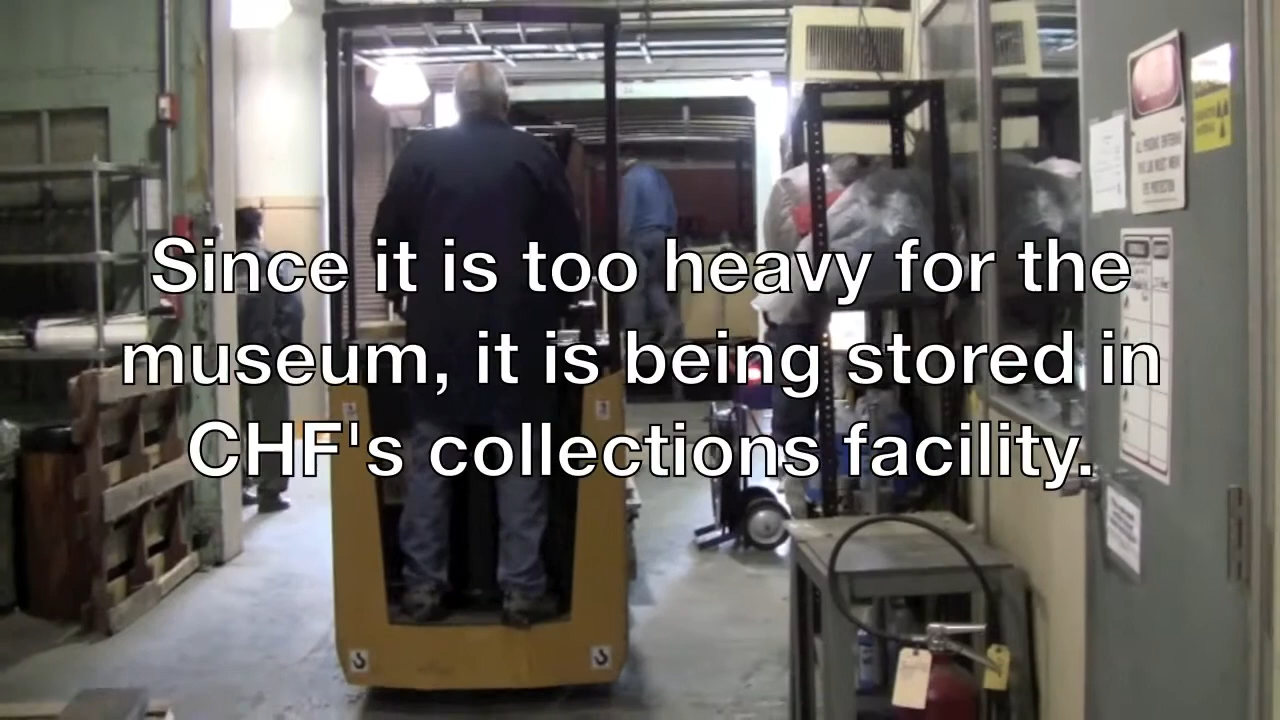 Since it is too heavy for the
museum, it is being stored in
CHF's collections facility.